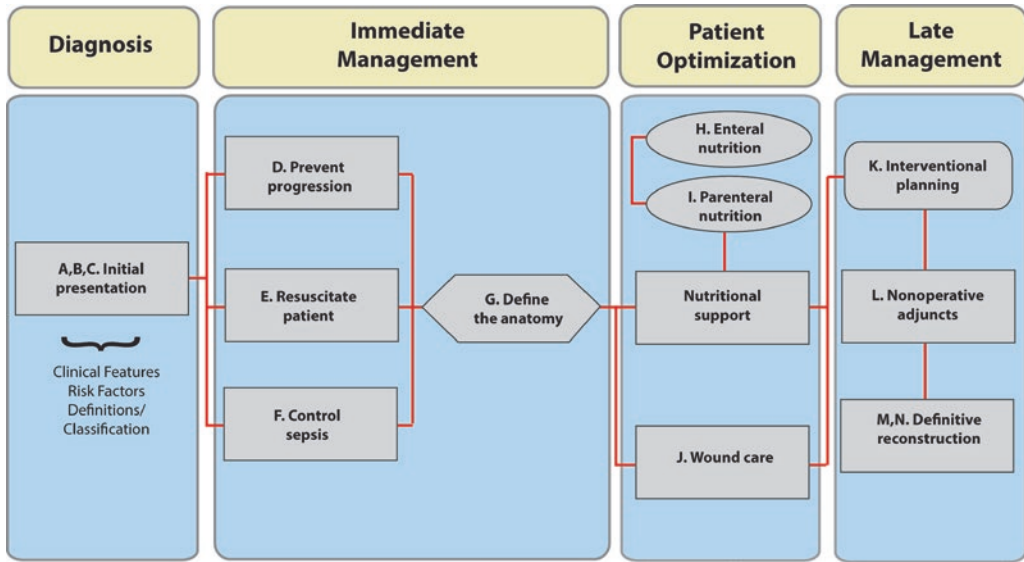 Diagnosis
Immediate
Management
Patient
Optimization
Late
Management
A,B,C. Initial
presentation
Clinical Features
Risk Factors
Definitions/
Classification
D. Prevent
progression
E. Resuscitate
patient
F. Control
sepsis
G. Define
the anatomy
H. Enteral
nutrition
I. Parenteral
nutrition
Nutritional
support
J. Wound care
K. Interventional
planning
L. Nonoperative
adjuncts
M,N. Definitive
reconstruction